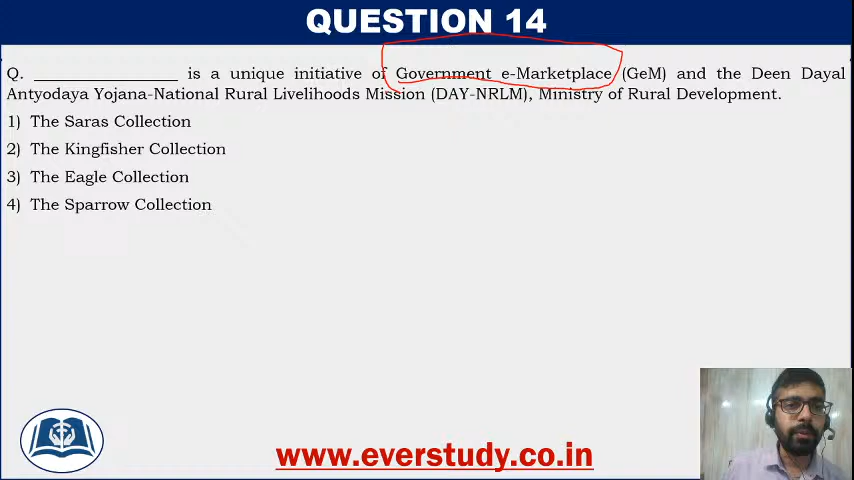 QUESTION 14
Q. ________________ is a unique initiative of Government e-Marketplace (GeM) and the Deen Dayal
Antyodaya Yojana-National Rural Livelihoods Mission (DAY-NRLM), Ministry of Rural Development.
1) The Saras Collection
2) The Kingfisher Collection
3) The Eagle Collection
4) The Sparrow Collection
www.everstudy.co.in